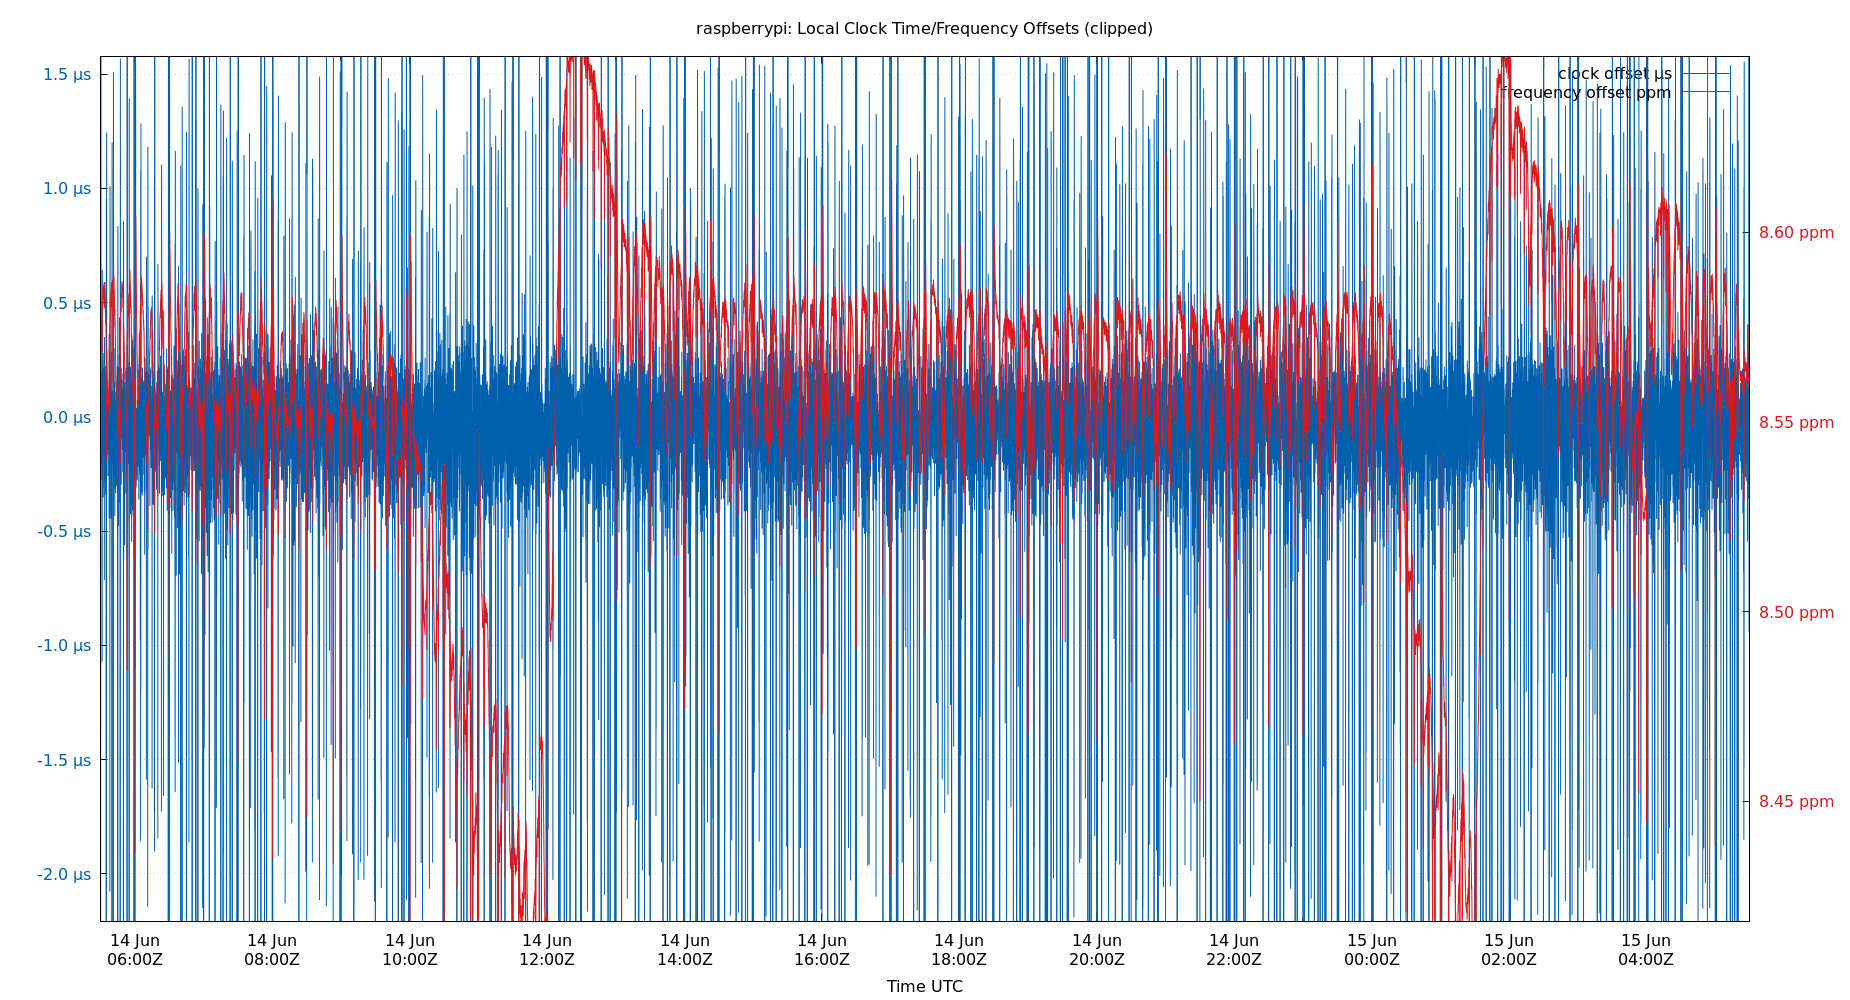 raspberrypi: Local Clock Time/Frequency Offsets (clipped)
clock offset µs
frequency offset ppm
1.5 µs
1.0 µs
0.5 µs
0.0 µs
-0.5 µs
-1.0 µs
-1.5 µs
-2.0 µs
8.60 ppm
8.55 ppm
8.50 ppm
8.45 ppm
14 Jun 14 Jun 14 Jun 14 Jun 14 Jun 14 Jun 14 Jun 14 Jun 14 Jun 15 Jun 15 Jun 15 Jun
06:00Z 08:00Z 10:00Z 12:00Z 14:00Z 16:00Z 18:00Z 20:00Z 22:00Z 00:00Z 02:00Z 04:00Z
Time UTC